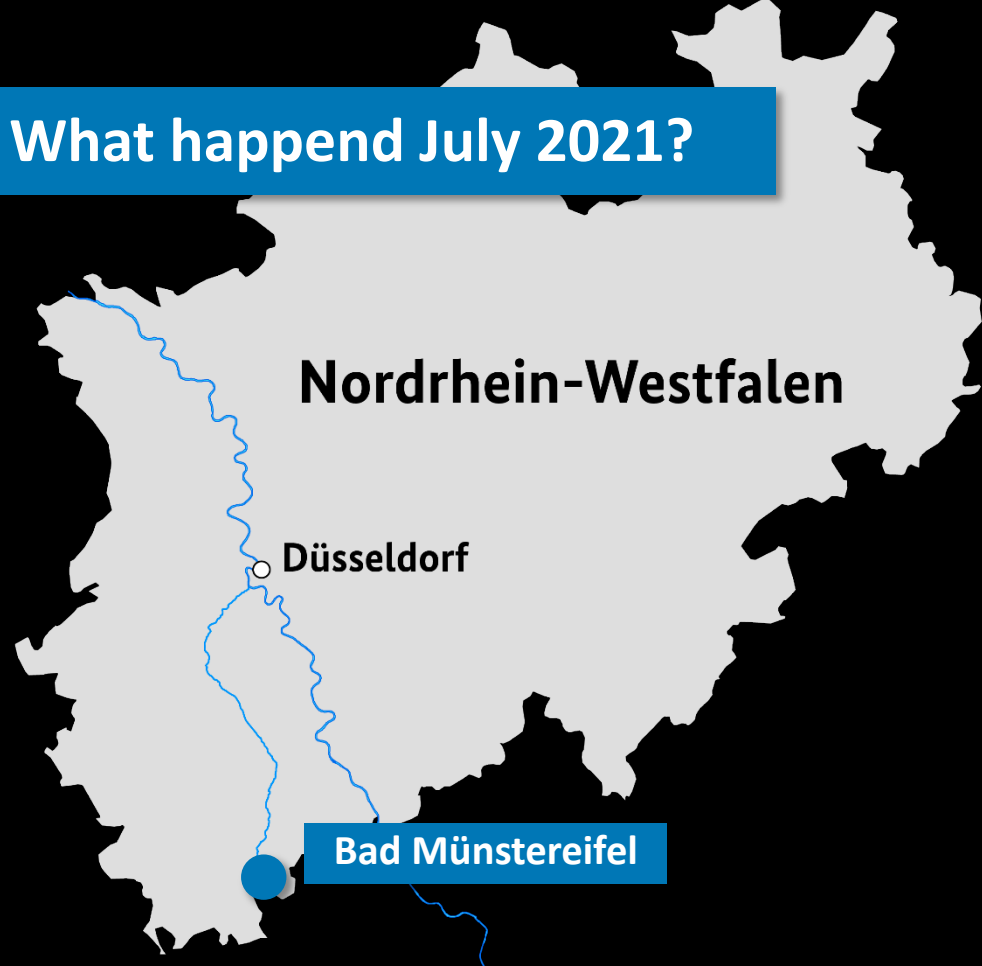 What happend July 2021?
Nordrhein-Westfalen
Düsseldorf
Bad Münstereifel